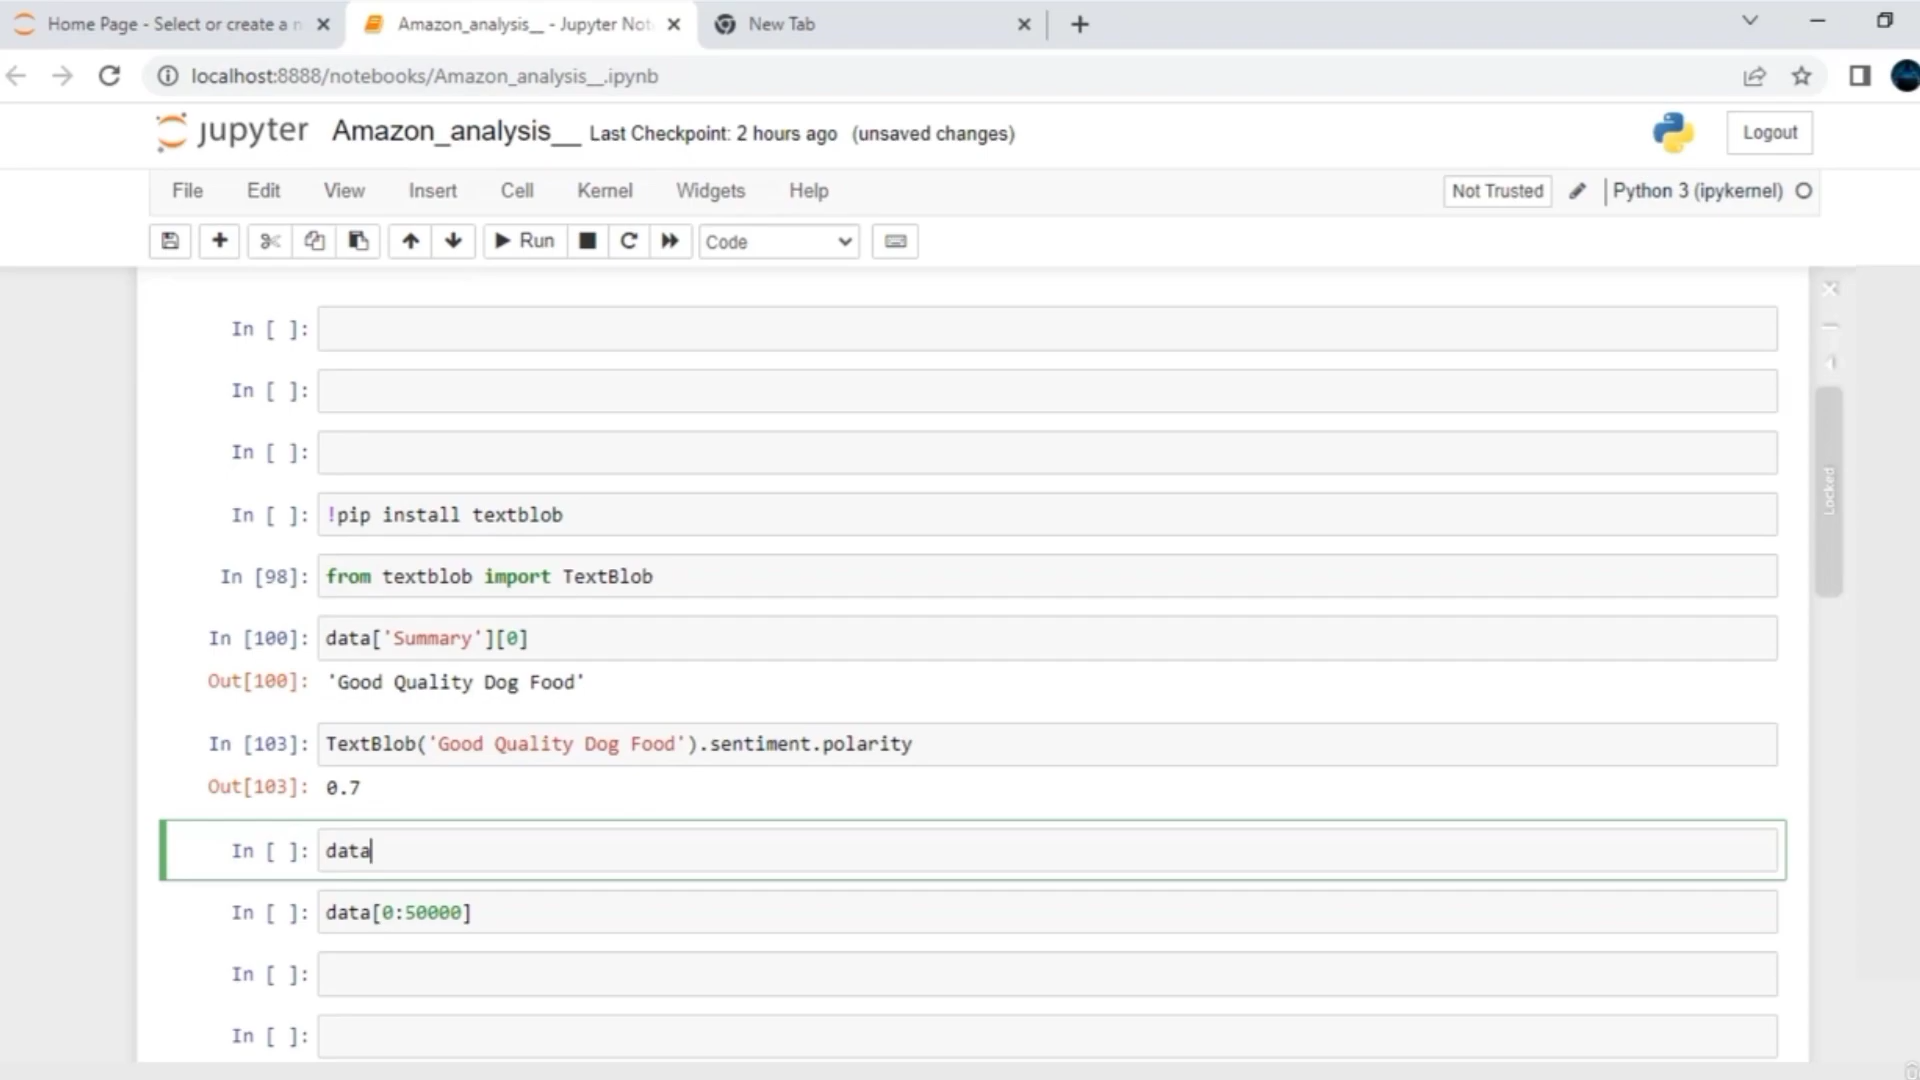 Home Page - Select or create a n
Amazon_analysis__ - Jupyter Not
New Tab
localhost:8888/notebooks/Amazon_analysis__.ipynb
jupyter Amazon_analysis__ Last Checkpoint: 2 hours ago (unsaved changes)
Logout
File Edit View Insert Cell Kernel Widgets Help
Not Trusted
Python 3 (ipykernel)
Run
Code
In [ ]:
In [ ]:
In [ ]:
In [ ]: !pip install textblob
In [98]: from textblob import TextBlob
In [100]: data['Summary'][0]
Out[100]: 'Good Quality Dog Food'
In [103]: TextBlob('Good Quality Dog Food').sentiment.polarity
Out[103]: 0.7
In [ ]: data
In [ ]: data[0:50000]
In [ ]:
In [ ]:
Locked